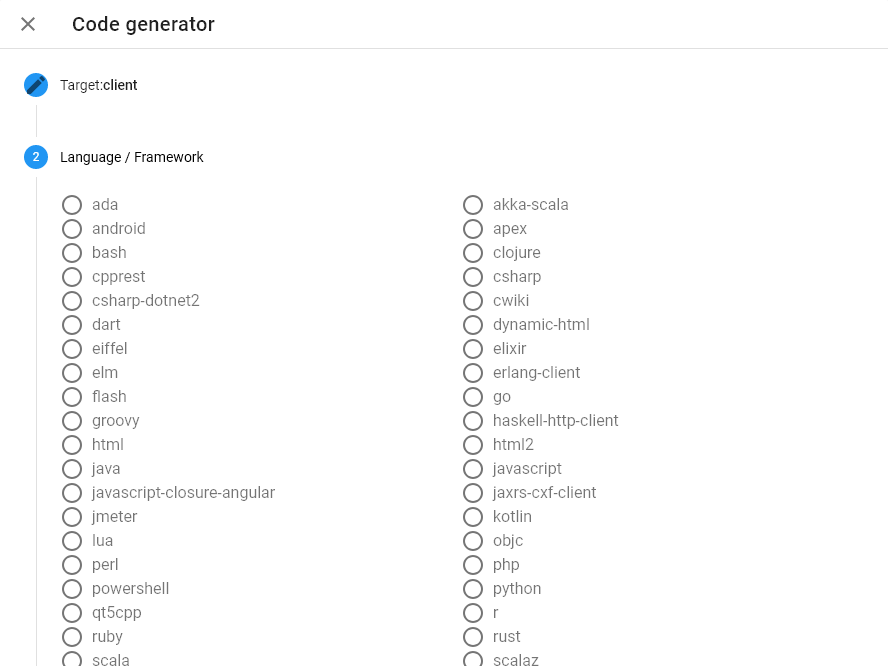 Code generator
Target:client
2 Language / Framework
ada akka-scala
android apex
bash clojure
cpprest csharp
csharp-dotnet2 cwiki
dart dynamic-html
eiffel elixir
elm erlang-client
flash go
groovy haskell-http-client
html html2
java javascript
javascript-closure-angular jaxrs-cxf-client
jmeter kotlin
lua objc
perl php
powershell python
qt5cpp r
ruby rust
scala scalaz